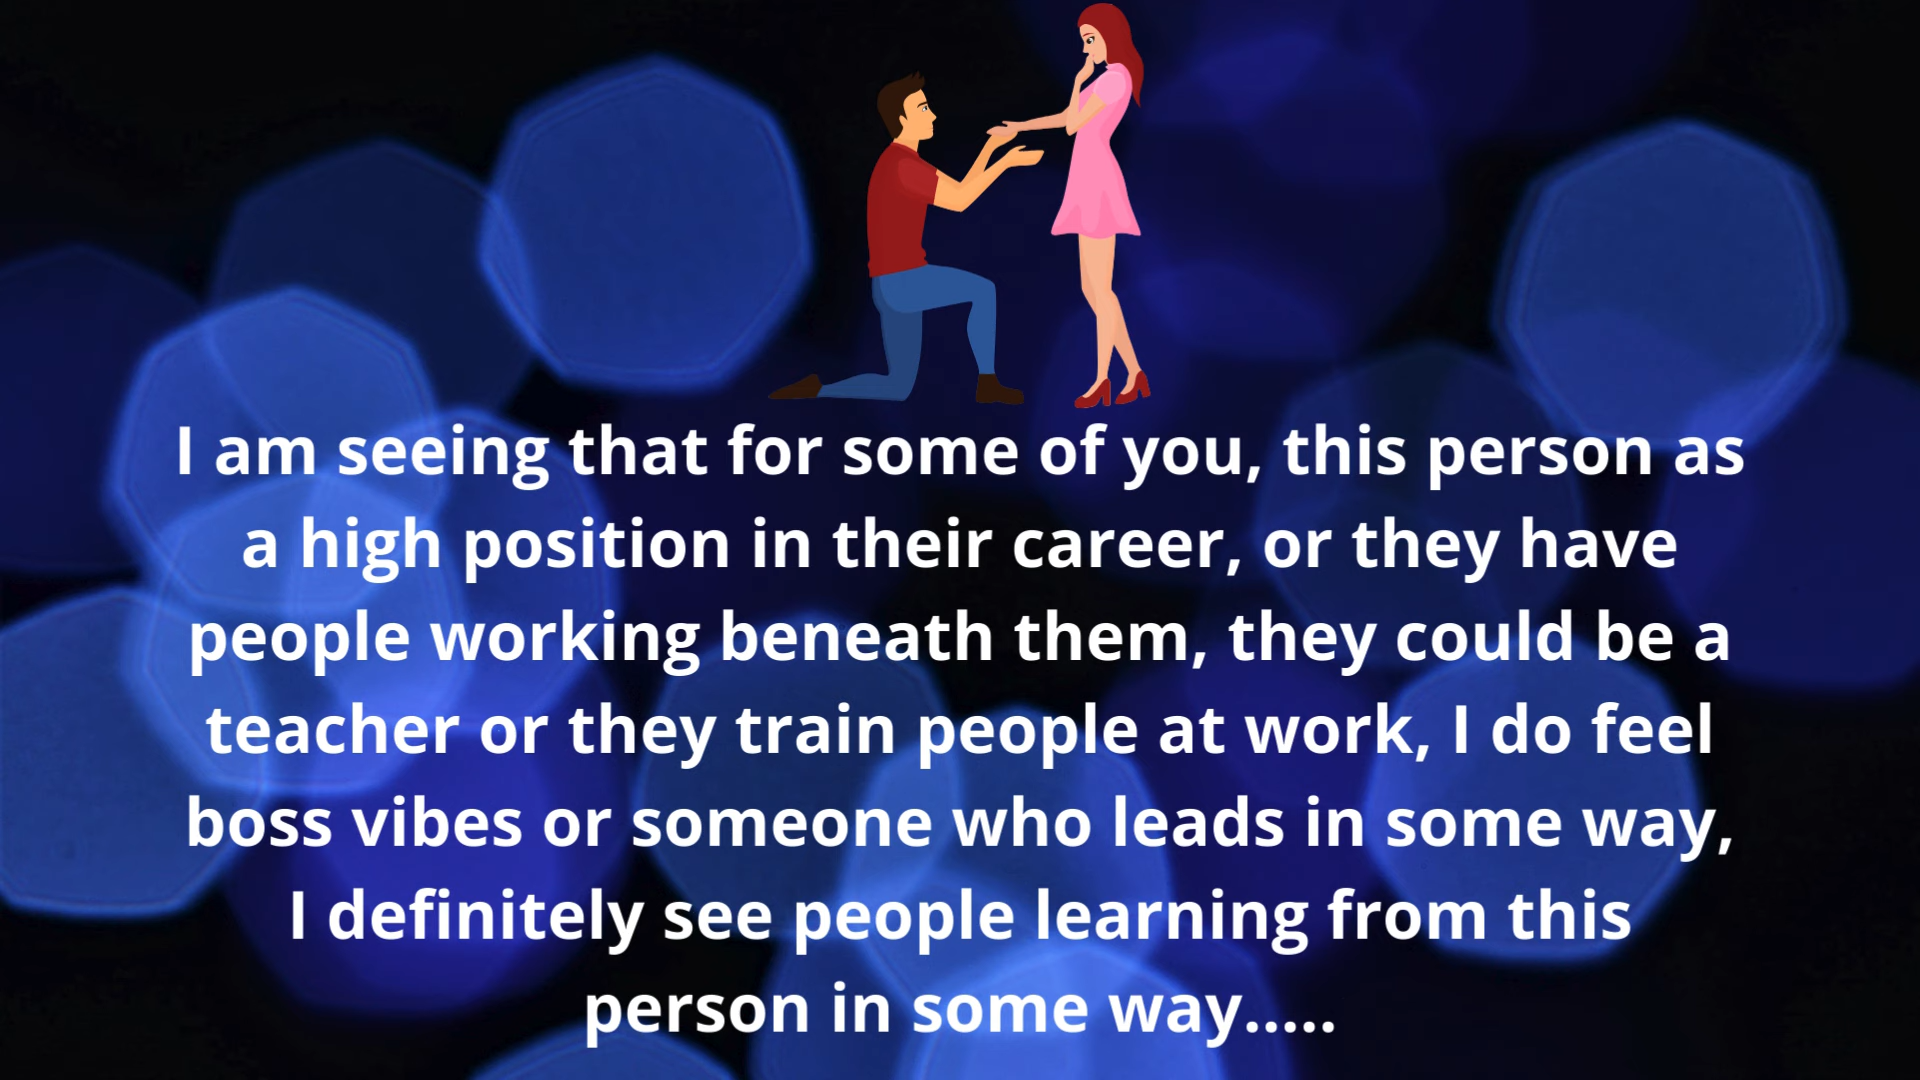 I am seeing that for some of you, this person as
a high position in their career, or they have
people working beneath them, they could be a
teacher or they train people at work, I do feel
boss vibes or someone who leads in some way,
I definitely see people learning from this
person in some way.....